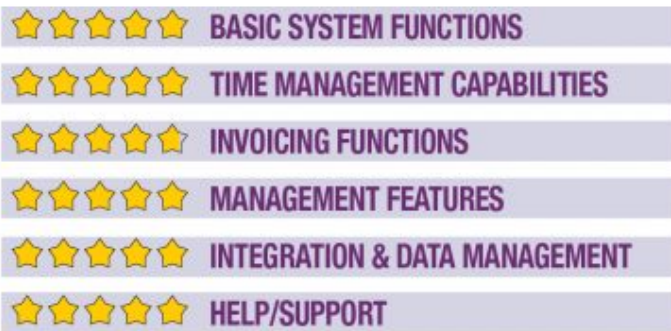 BASIC SYSTEM FUNCTIONS
TIME MANAGEMENT CAPABILITIES
INVOICING FUNCTIONS
MANAGEMENT FEATURES
INTEGRATION & DATA MANAGEMENT
HELP/SUPPORT